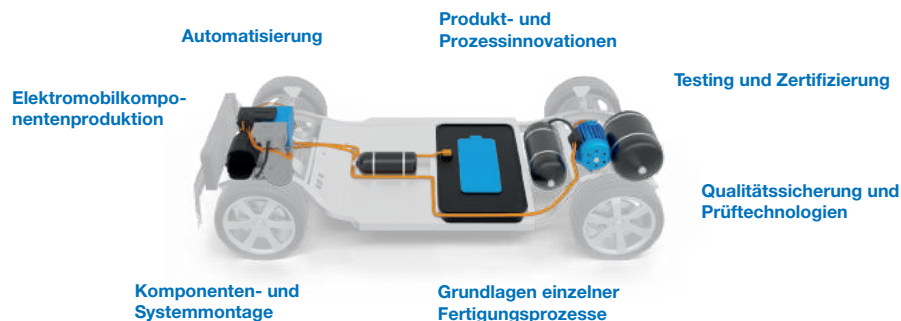 Produkt- und
Prozessinnovationen
Automatisierung
Testing und Zertifizierung
Elektromobilkompo-
nentenproduktion
Qualitätssicherung und
Prüftechnologien
Komponenten- und
Systemmontage
Grundlagen einzelner
Fertigungsprozesse